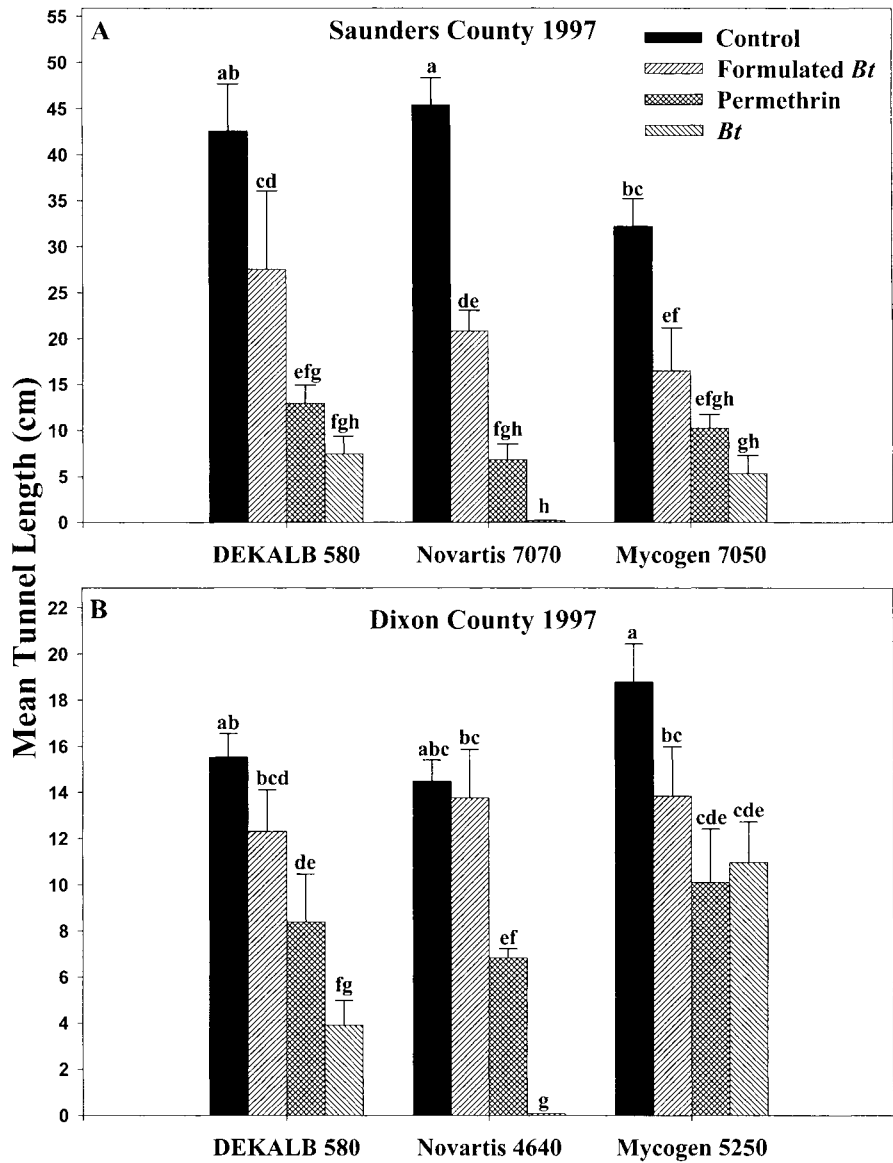 Mean Tunnel Length (cm)
A
Saunders County 1997
Control
Formulated Bt
Permethrin
Bt
55
50
45
40
35
30
25
20
15
10
5
0
ab
cd
efg
fgh
a
de
fgh
h
bc
ef
efgh
gh
DEKALB 580 Novartis 7070 Mycogen 7050
B
Dixon County 1997
22
20
18
16
14
12
10
8
6
4
2
0
ab
bcd
de
fg
abc
bc
ef
g
a
bc
cde
cde
DEKALB 580 Novartis 4640 Mycogen 5250